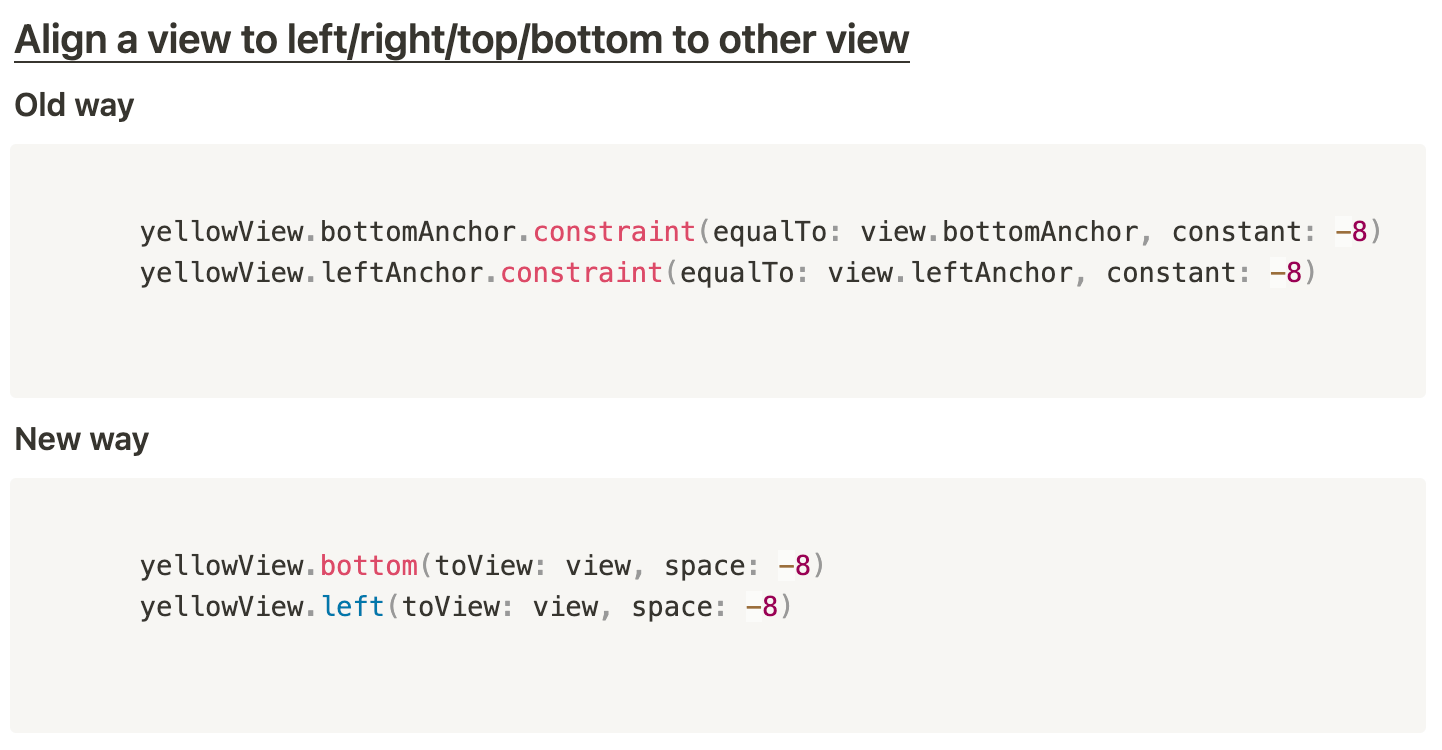 Align a view to left/right/top/bottom to other view
Old way
yellowView.bottomAnchor.constraint(equalTo: view.bottomAnchor, constant: -8)
yellowView.leftAnchor.constraint(equalTo: view.leftAnchor, constant: -8)
New way
yellowView.bottom(toView: view, space: -8)
yellowView.left(toView: view, space: -8)